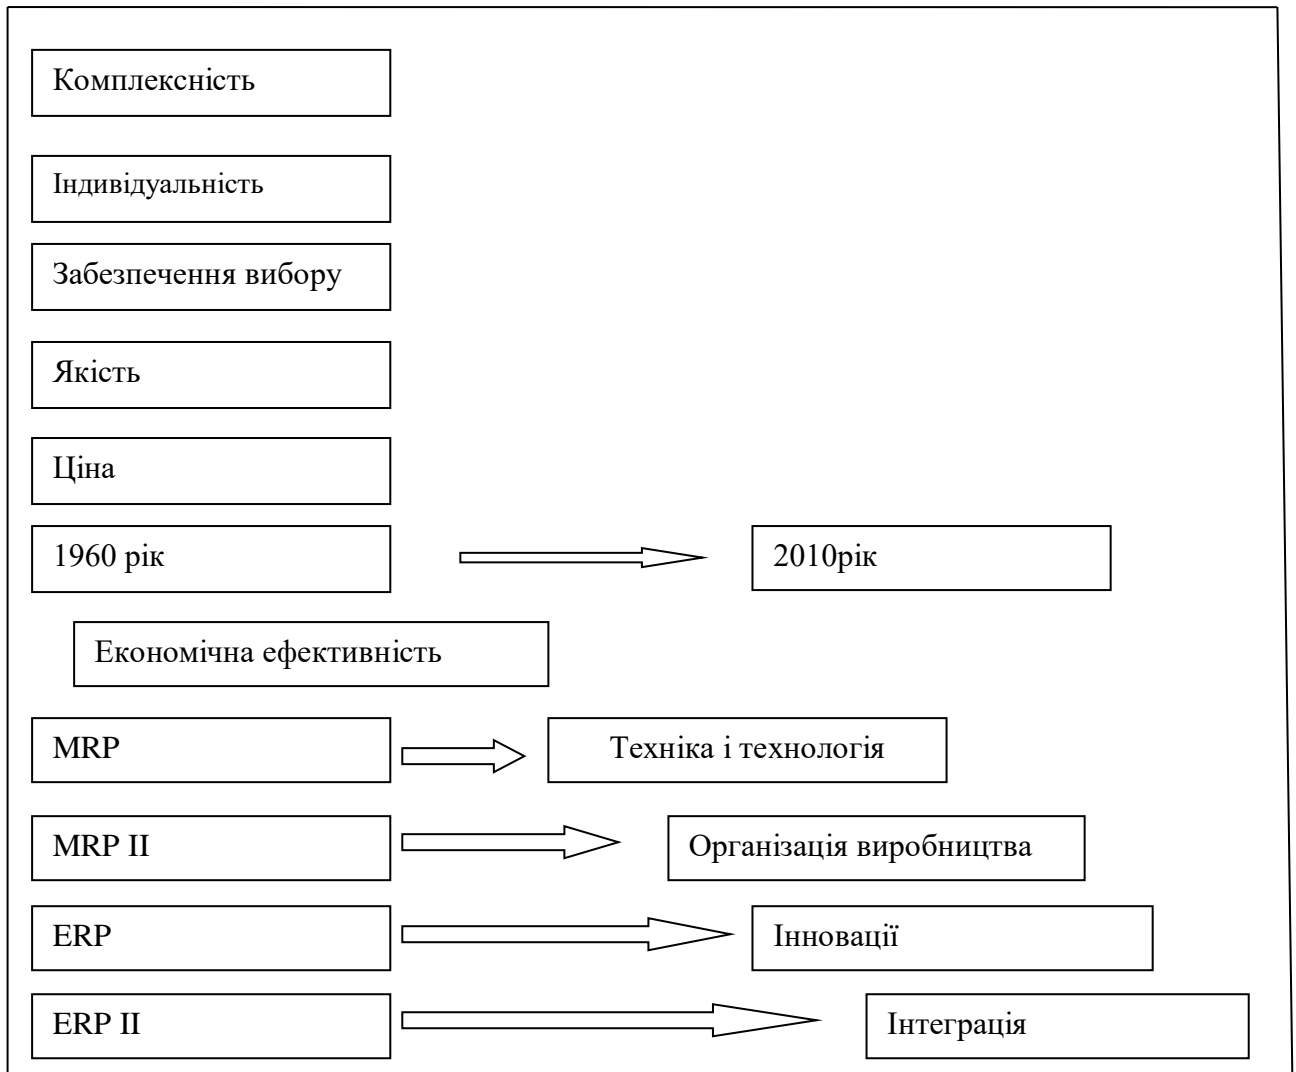 Комплексність
Індивідуальність
Забезпечення вибору
Якість
Ціна
1960 рік
2010рік
Економічна ефективність
MRP
Техніка і технологія
MRP II
Організація виробництва
ERP
Інновації
ERP II
Інтеграція